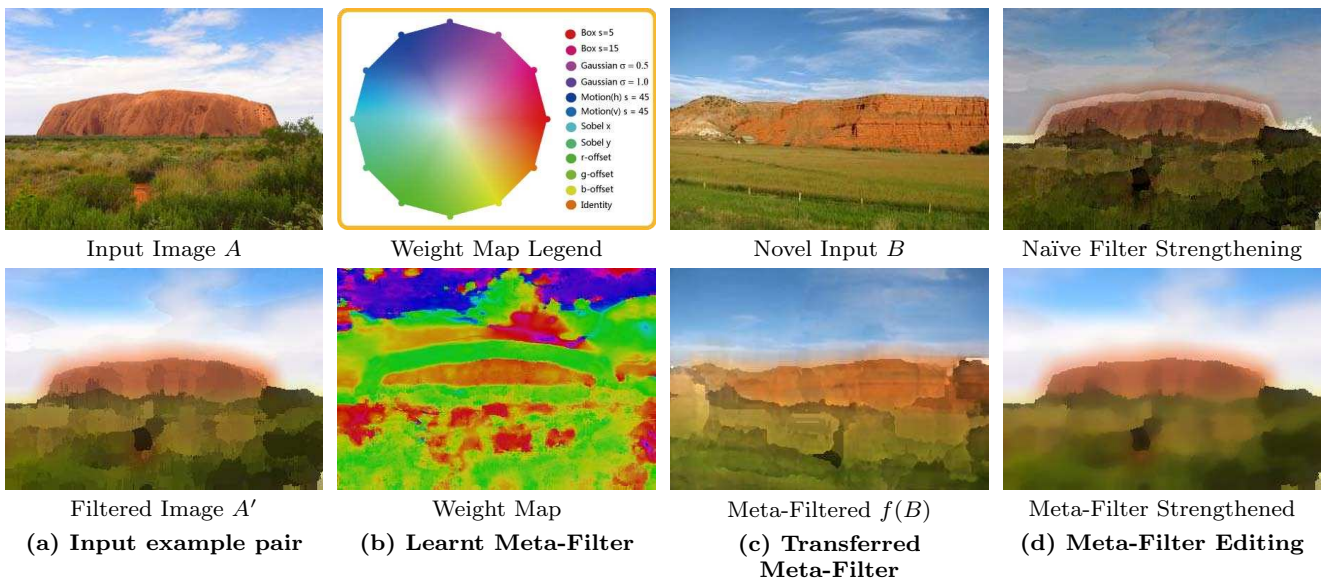 Box s=5
Box s=15
Gaussian σ = 0.5
Gaussian σ = 1.0
Motion(h) s = 45
Motion(v) s = 45
Sobel x
Sobel y
r-offset
g-offset
b-offset
Identity
Input Image A
Weight Map Legend
Novel Input B
Naïve Filter Strengthening
Filtered Image A′
Weight Map
Meta-Filtered f(B)
Meta-Filter Strengthened
(a) Input example pair
(b) Learnt Meta-Filter
(c) Transferred
Meta-Filter
(d) Meta-Filter Editing